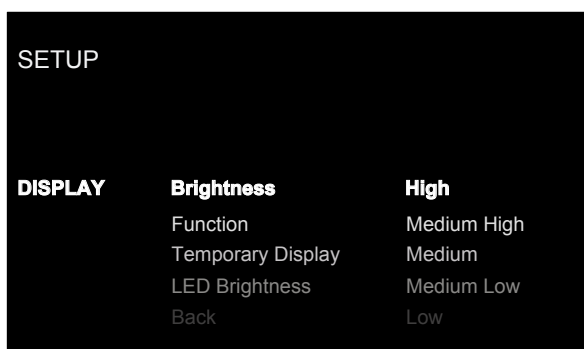 SETUP
DISPLAY Brightness High
Function Medium High
Temporary Display Medium
LED Brightness Medium Low
Back Low